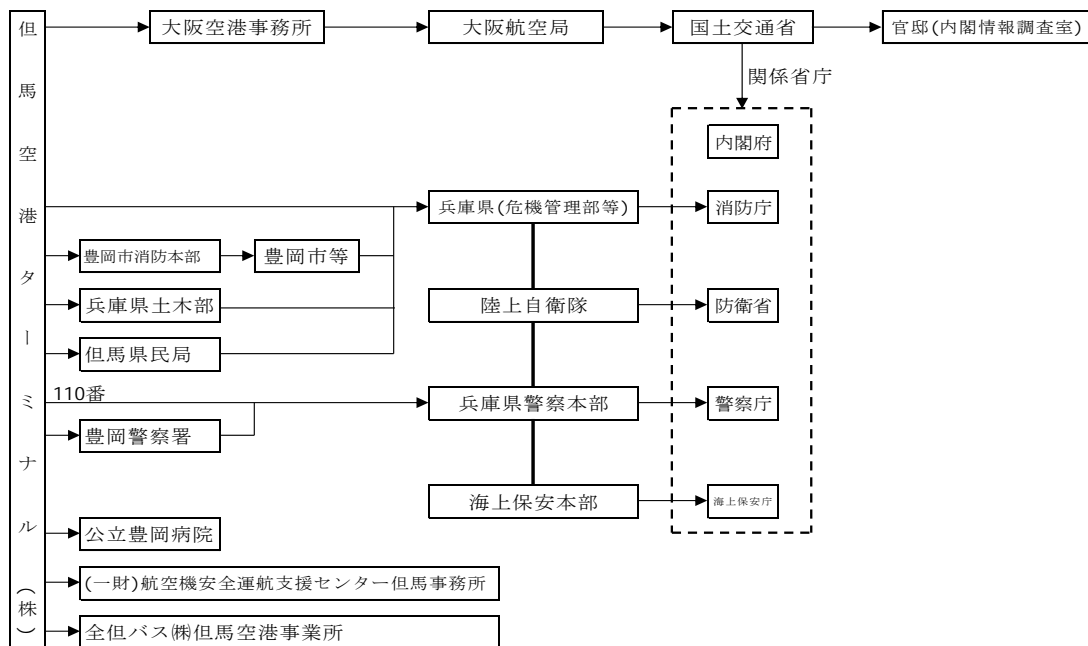 但馬空港ターミナル(株)
大阪空港事務所
大阪航空局
国土交通省
官邸(内閣情報調査室)
関係省庁
内閣府
兵庫県(危機管理部等)
消防庁
豊岡市消防本部
豊岡市等
兵庫県土木部
陸上自衛隊
防衛省
但馬県民局
110番
兵庫県警察本部
警察庁
豊岡警察署
海上保安本部
海上保安庁
公立豊岡病院
(一財)航空機安全運航支援センター但馬事務所
全但バス㈱但馬空港事業所